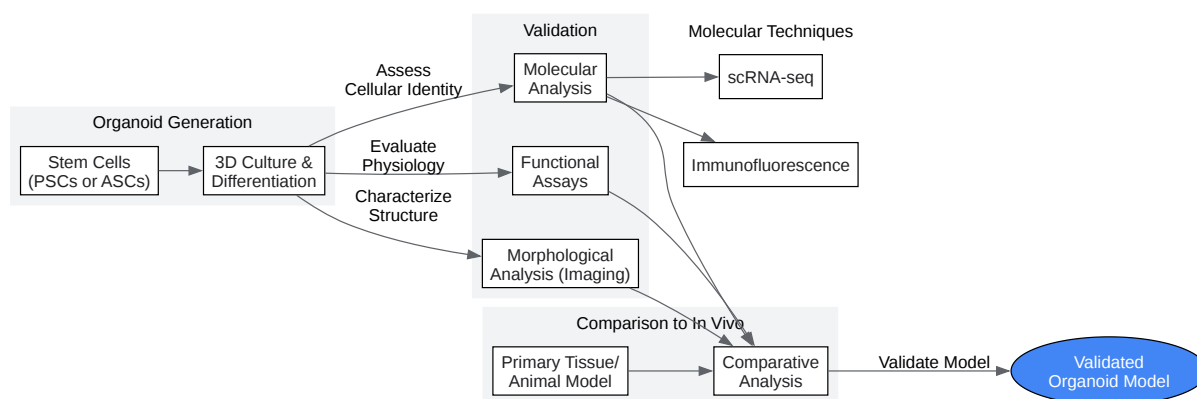 Validation
Molecular Techniques
Molecular
Analysis
scRNA-seq
Assess
Cellular Identity
Organoid Generation
Stem Cells
(PSCs or ASCs)
3D Culture &
Differentiation
Evaluate
Physiology
Functional
Assays
Immunofluorescence
Characterize
Structure
Morphological
Analysis (Imaging)
Comparison to In Vivo
Primary Tissue/
Animal Model
Comparative
Analysis
Validate Model
Validated
Organoid Model